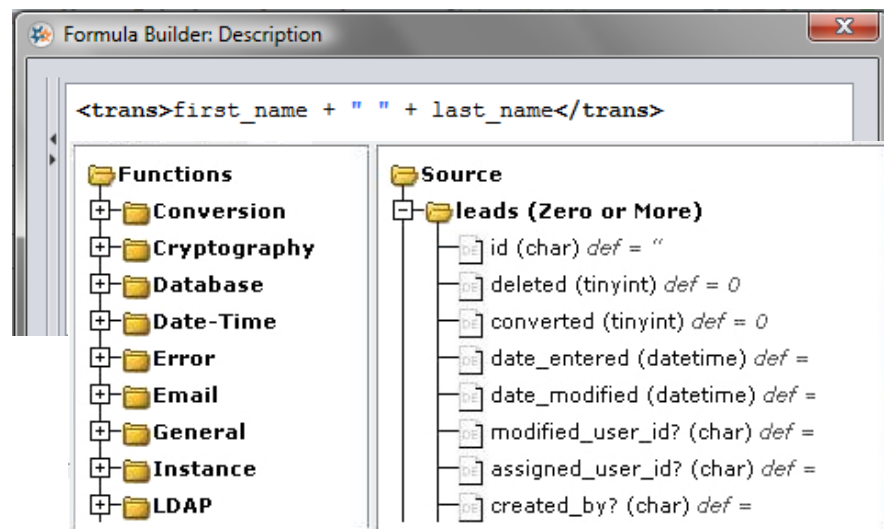 Formula Builder: Description
<trans>first_name + " " + last_name</trans>
Functions
Conversion
Cryptography
Database
Date-Time
Error
Email
General
Instance
LDAP
Source
leads (Zero or More)
id (char) def = “
deleted (tinyint) def = 0
converted (tinyint) def = 0
date_entered (datetime) def =
date_modified (datetime) def =
modified_user_id? (char) def =
assigned_user_id? (char) def =
created_by? (char) def =